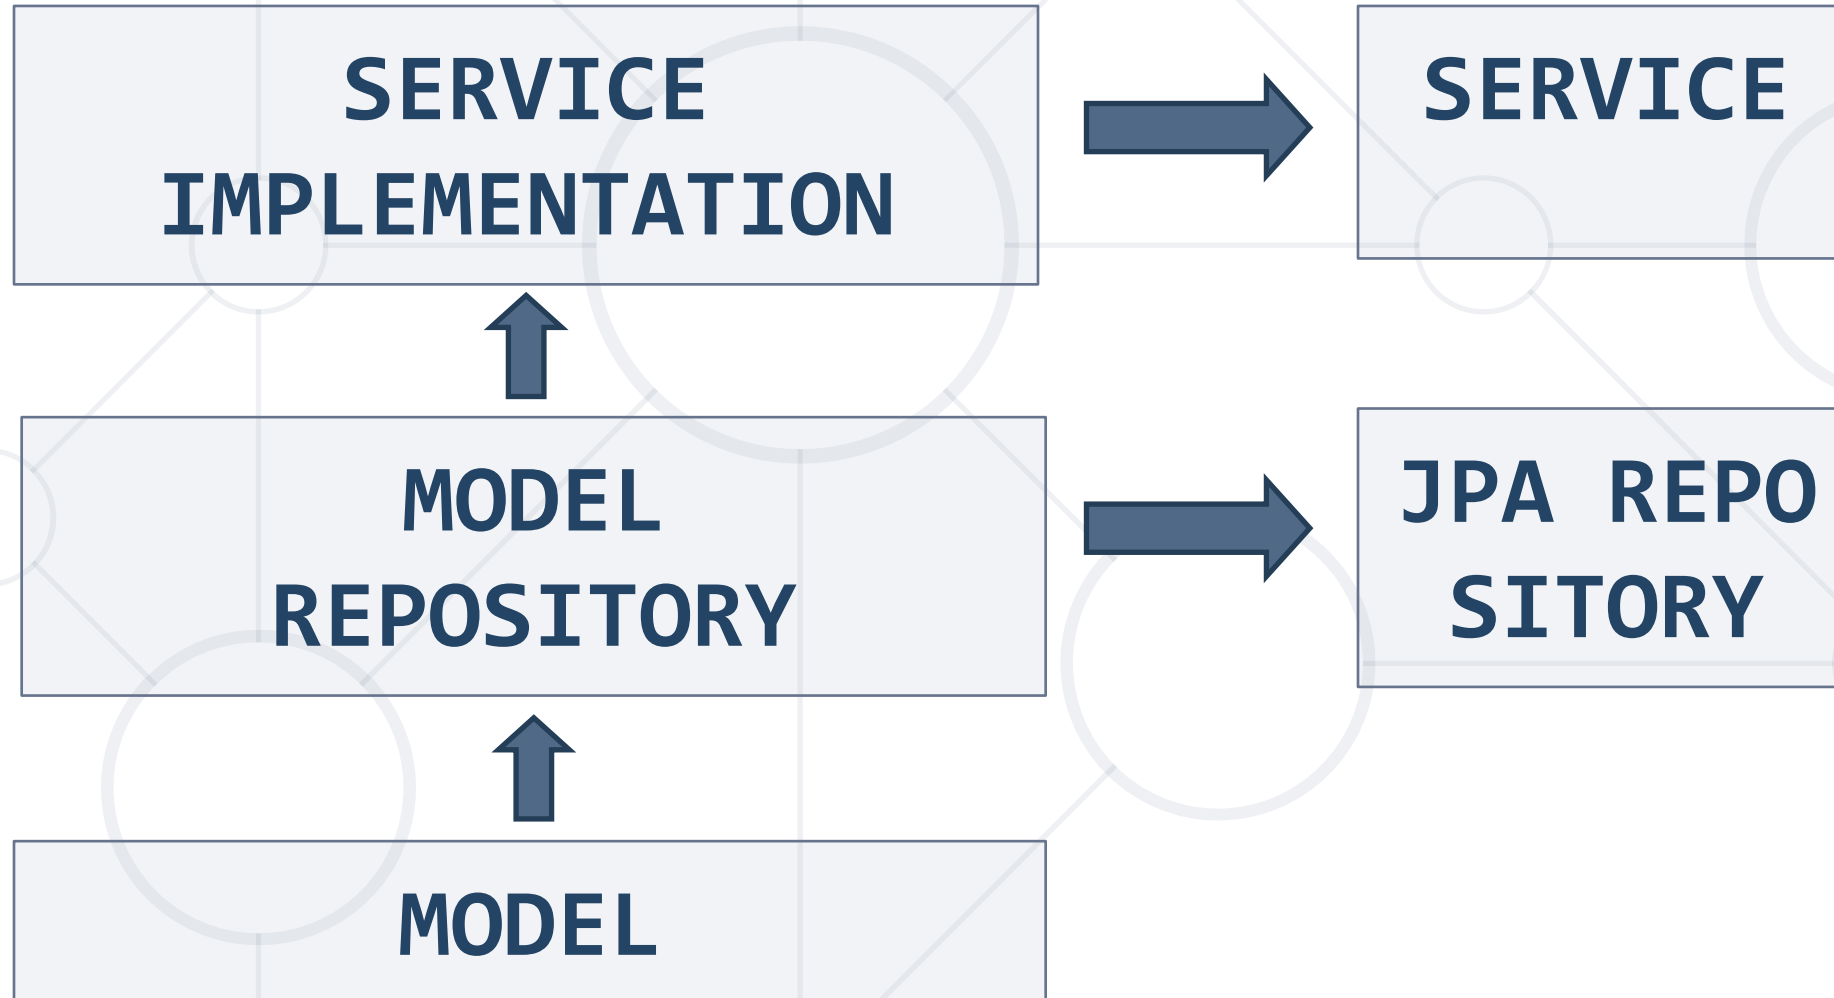 SERVICE
IMPLEMENTATION
SERVICE
MODEL
REPOSITORY
JPA REPO
SITORY
MODEL